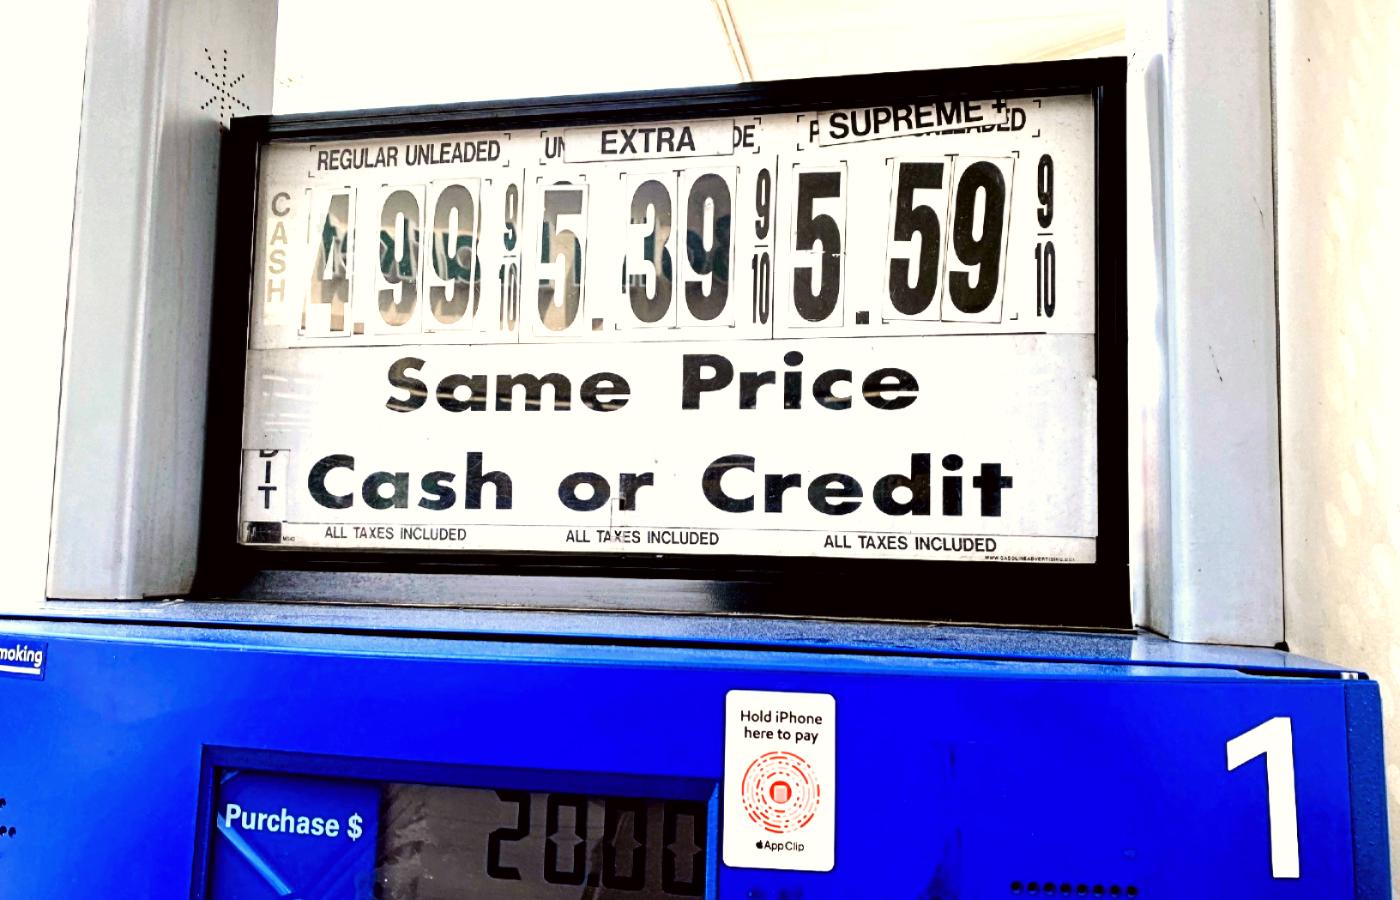 REGULAR UNLEADED
EXTRA
SUPREME +
CASH
4.99 9/10
5.39 9/10
5.59 9/10
Same Price
Cash or Credit
DIT
ALL TAXES INCLUDED
ALL TAXES INCLUDED
ALL TAXES INCLUDED
moking
Hold iPhone
here to pay
App Clip
1
Purchase $
20.00